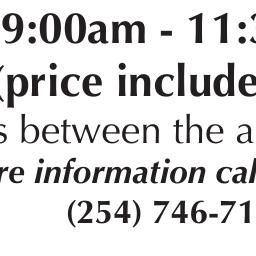 9:00am - 11:3
(price include
s between the a
re information cal
(254) 746-71